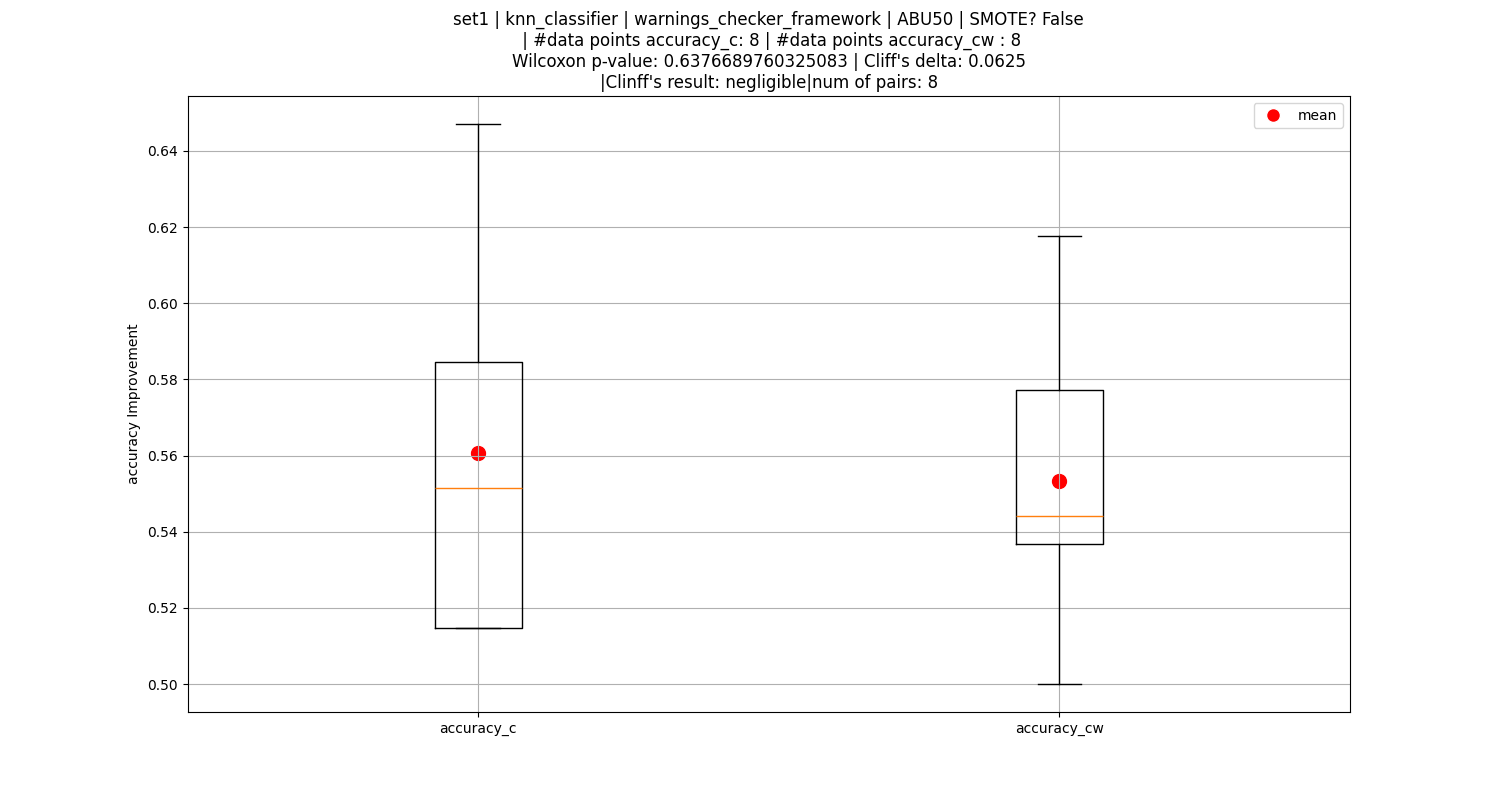 set1 | knn_classifier | warnings_checker_framework | ABU50 | SMOTE? False
| #data points accuracy_c: 8 | #data points accuracy_cw : 8
Wilcoxon p-value: 0.6376689760325083 | Cliff's delta: 0.0625
|Clinff's result: negligible|num of pairs: 8
mean
0.64
0.62
0.60
0.58
0.56
0.54
0.52
0.50
accuracy Improvement
accuracy_c
accuracy_cw